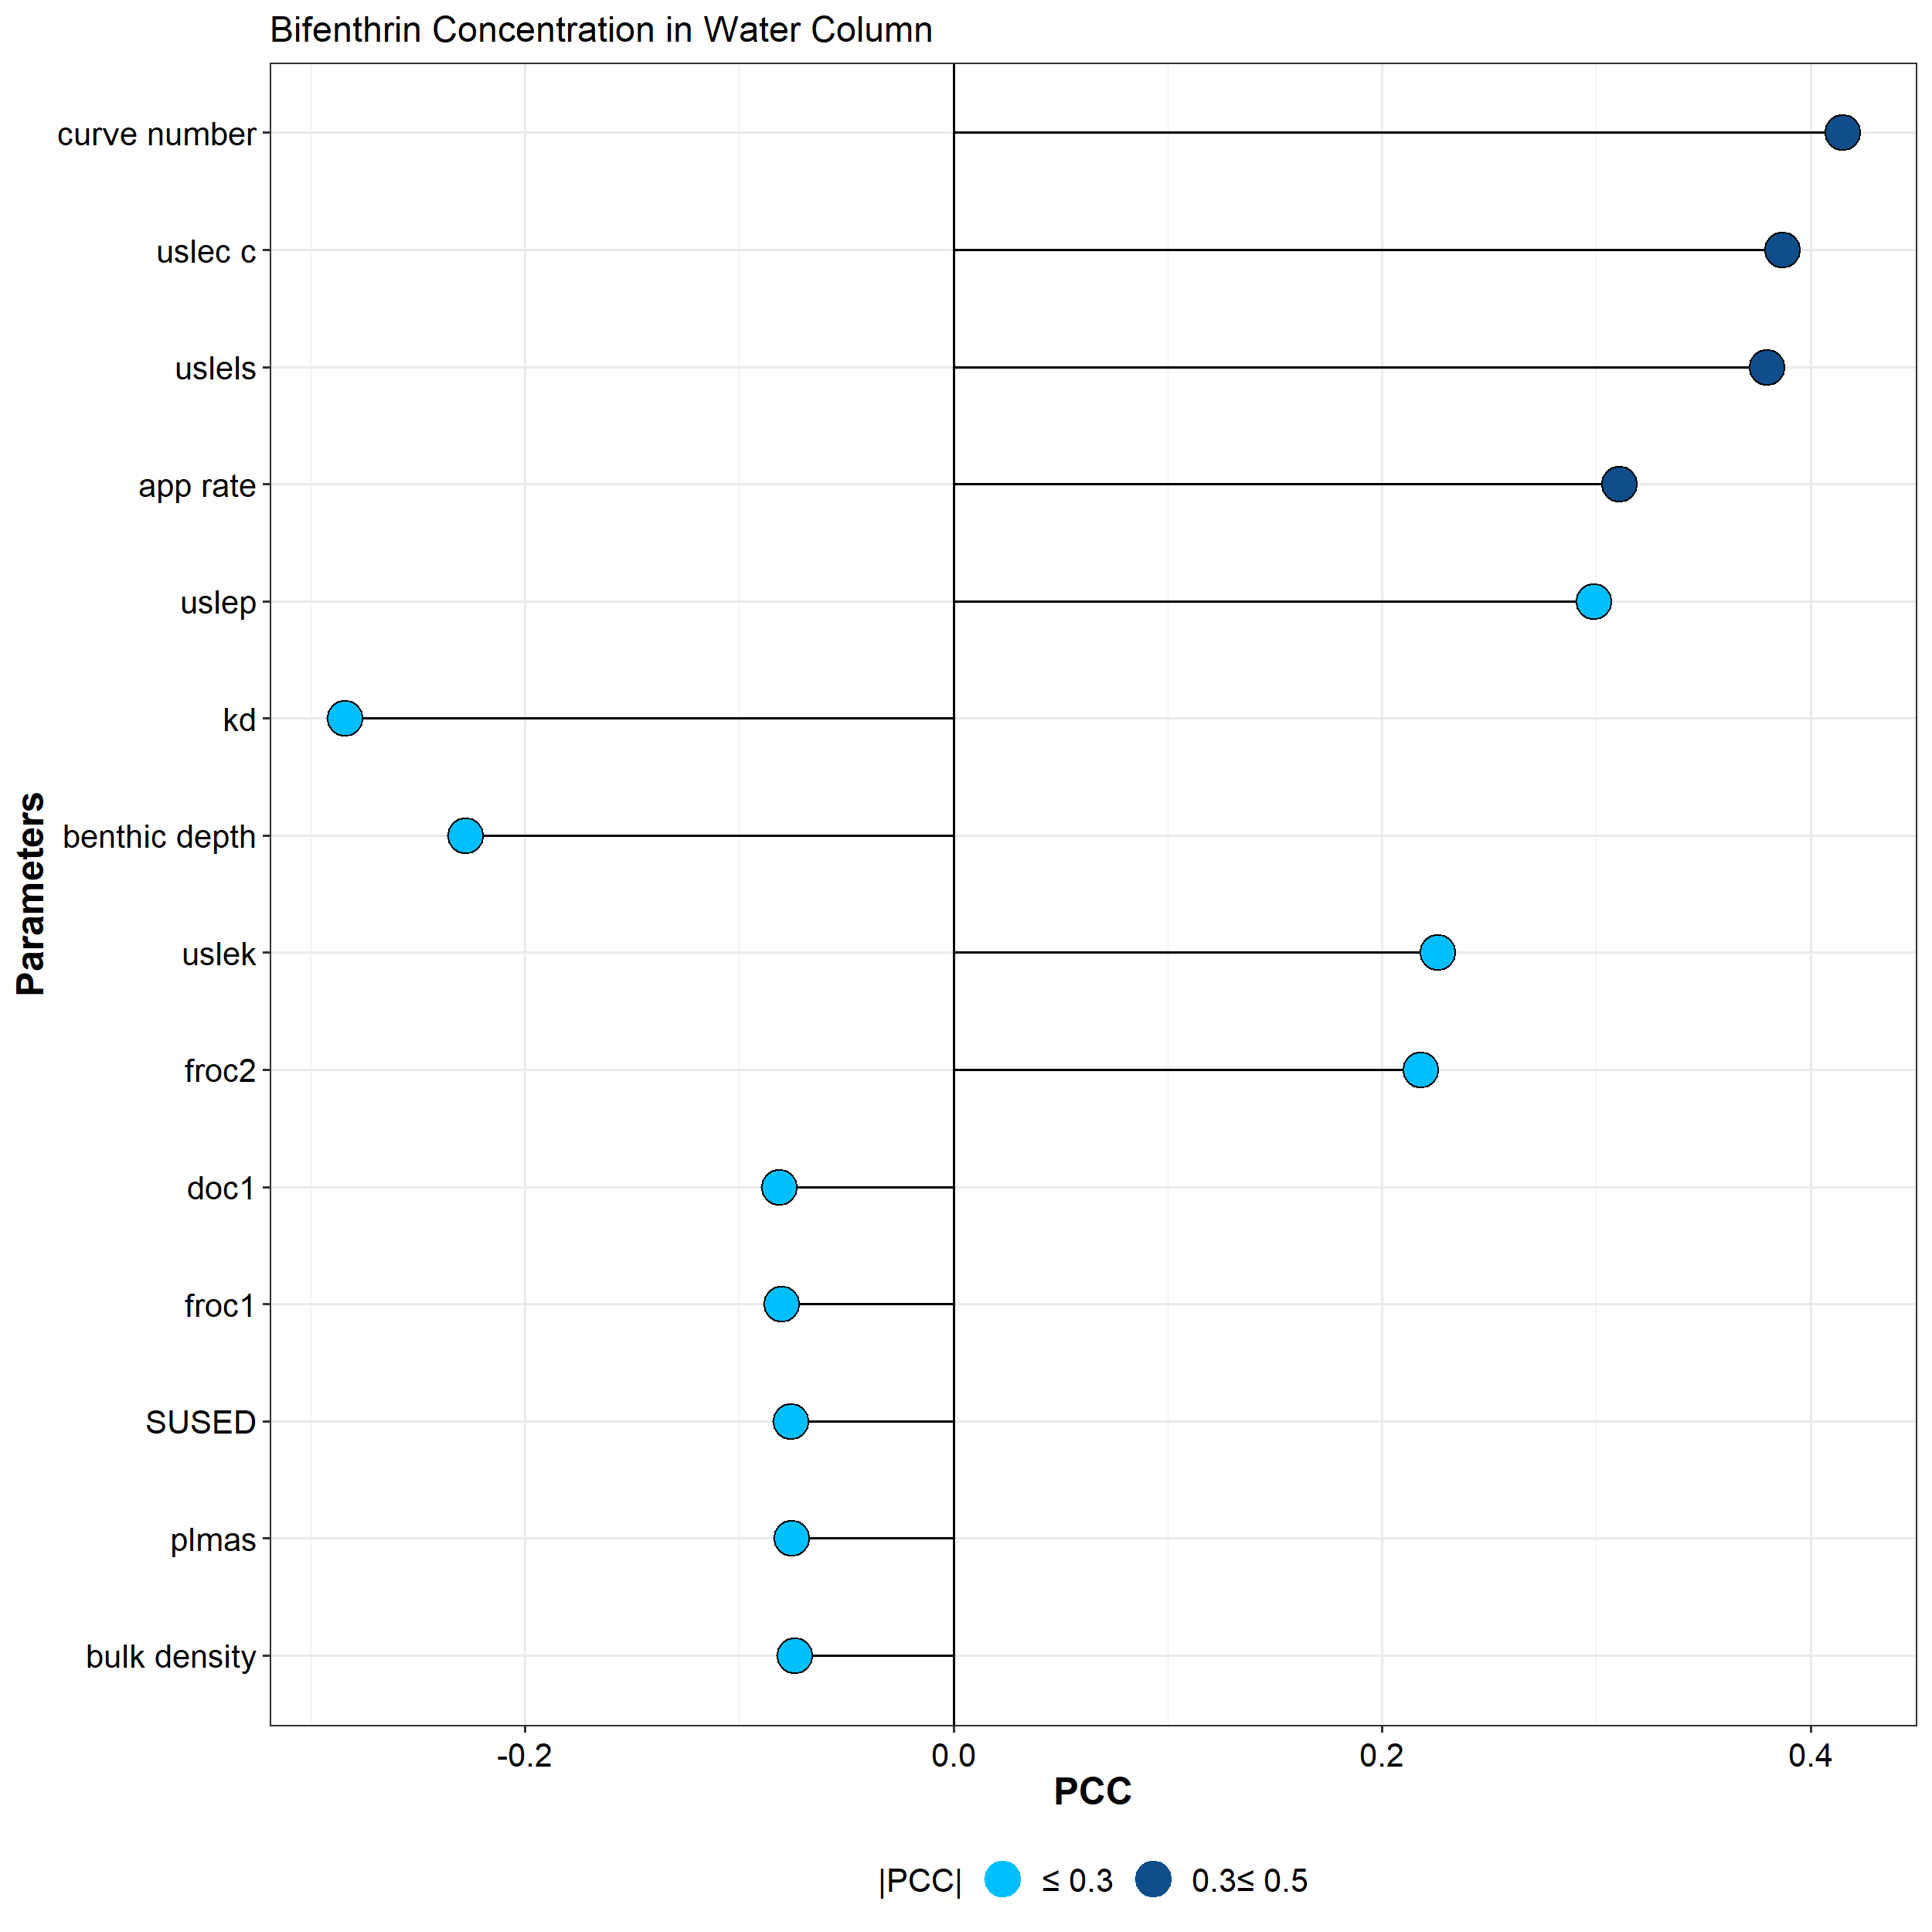 Bifenthrin Concentration in Water Column
curve number
uslec c
uslels
app rate
uslep
kd
benthic depth
uslek
froc2
doc1
froc1
SUSED
plmas
bulk density
Parameters
-0.2 0.0 0.2 0.4
PCC
|PCC| ≤ 0.3 0.3≤ 0.5